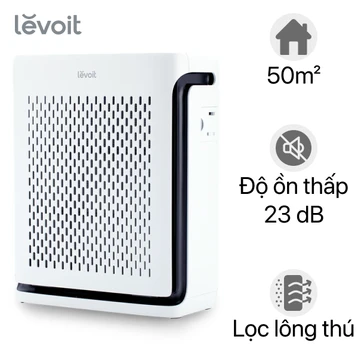 levoit
levoit
50m²
Độ ồn thấp
23 dB
Lọc lông thú